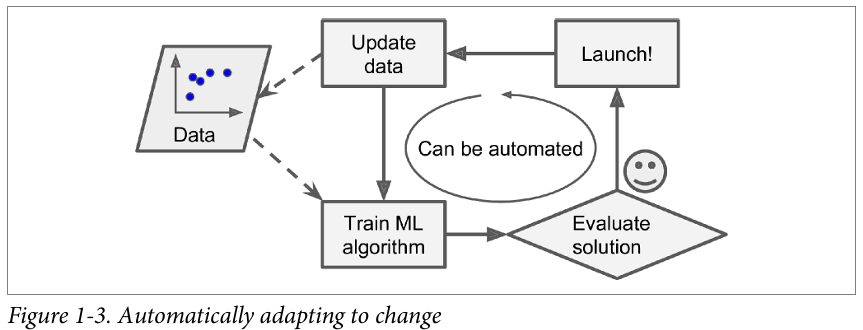 Update
data
Launch!
Data
Can be automated
Train ML
algorithm
Evaluate
solution
Figure 1-3. Automatically adapting to change